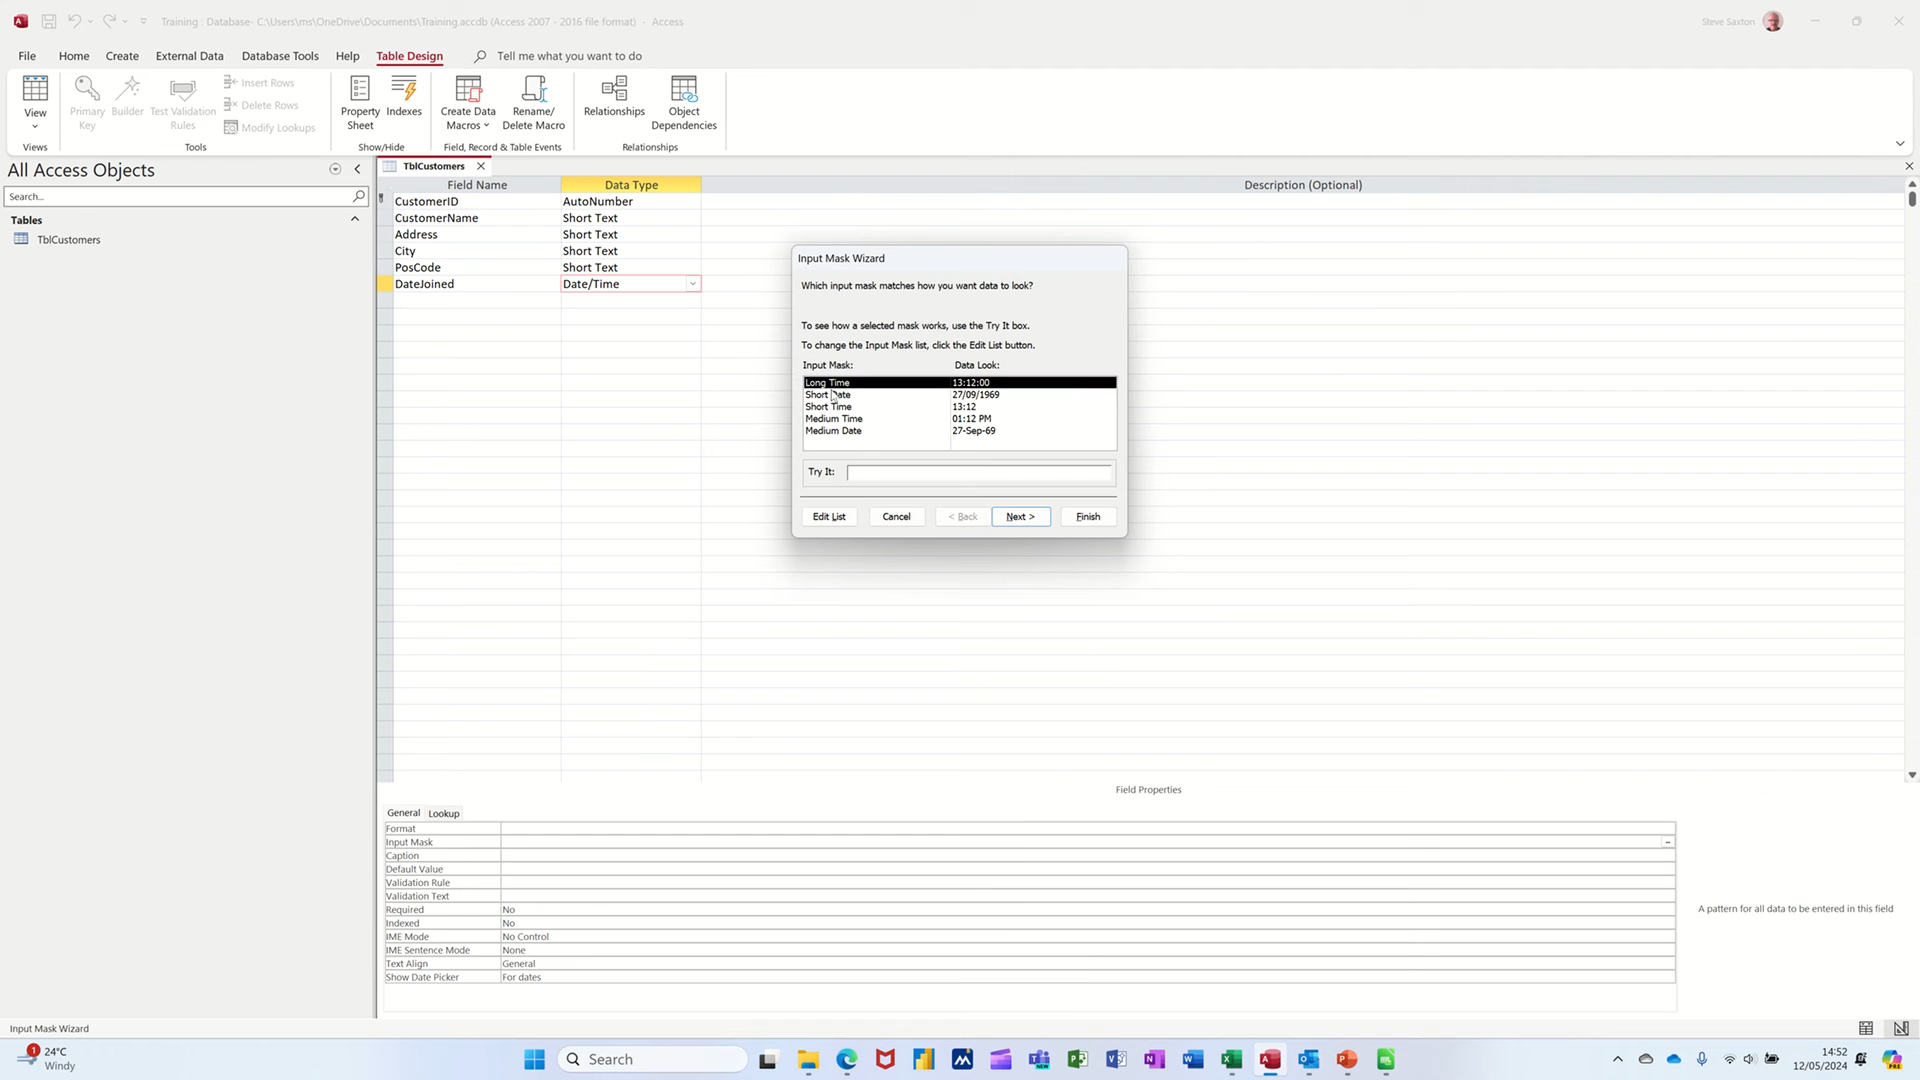 Training : Database- C:\Users\ms\OneDrive\Documents\Training.accdb (Access 2007 - 2016 file format) - Access
Steve Saxton
File Home Create External Data Database Tools Help Table Design Tell me what you want to do
View
Primary Key
Builder
Test Validation Rules
Insert Rows
Delete Rows
Modify Lookups
Property Sheet
Indexes
Create Data Macros
Rename/ Delete Macro
Relationships
Object Dependencies
Views
Tools
Show/Hide
Field, Record & Table Events
Relationships
All Access Objects
Search...
Tables
TblCustomers
TblCustomers
Field Name Data Type Description (Optional)
CustomerID AutoNumber
CustomerName Short Text
Address Short Text
City Short Text
PosCode Short Text
DateJoined Date/Time
Input Mask Wizard
Which input mask matches how you want data to look?
To see how a selected mask works, use the Try It box.
To change the Input Mask list, click the Edit List button.
Input Mask: Data Look:
Long Time 13:12:00
Short Date 27/09/1969
Short Time 13:12
Medium Time 01:12 PM
Medium Date 27-Sep-69
Try It:
Edit List Cancel < Back Next > Finish
Field Properties
General Lookup
Format
Input Mask
Caption
Default Value
Validation Rule
Validation Text
Required No
Indexed No
IME Mode No Control
IME Sentence Mode None
Text Align General
Show Date Picker For dates
A pattern for all data to be entered in this field
Input Mask Wizard
1
24°C
Windy
Search
NEW
14:52
12/05/2024
PRE